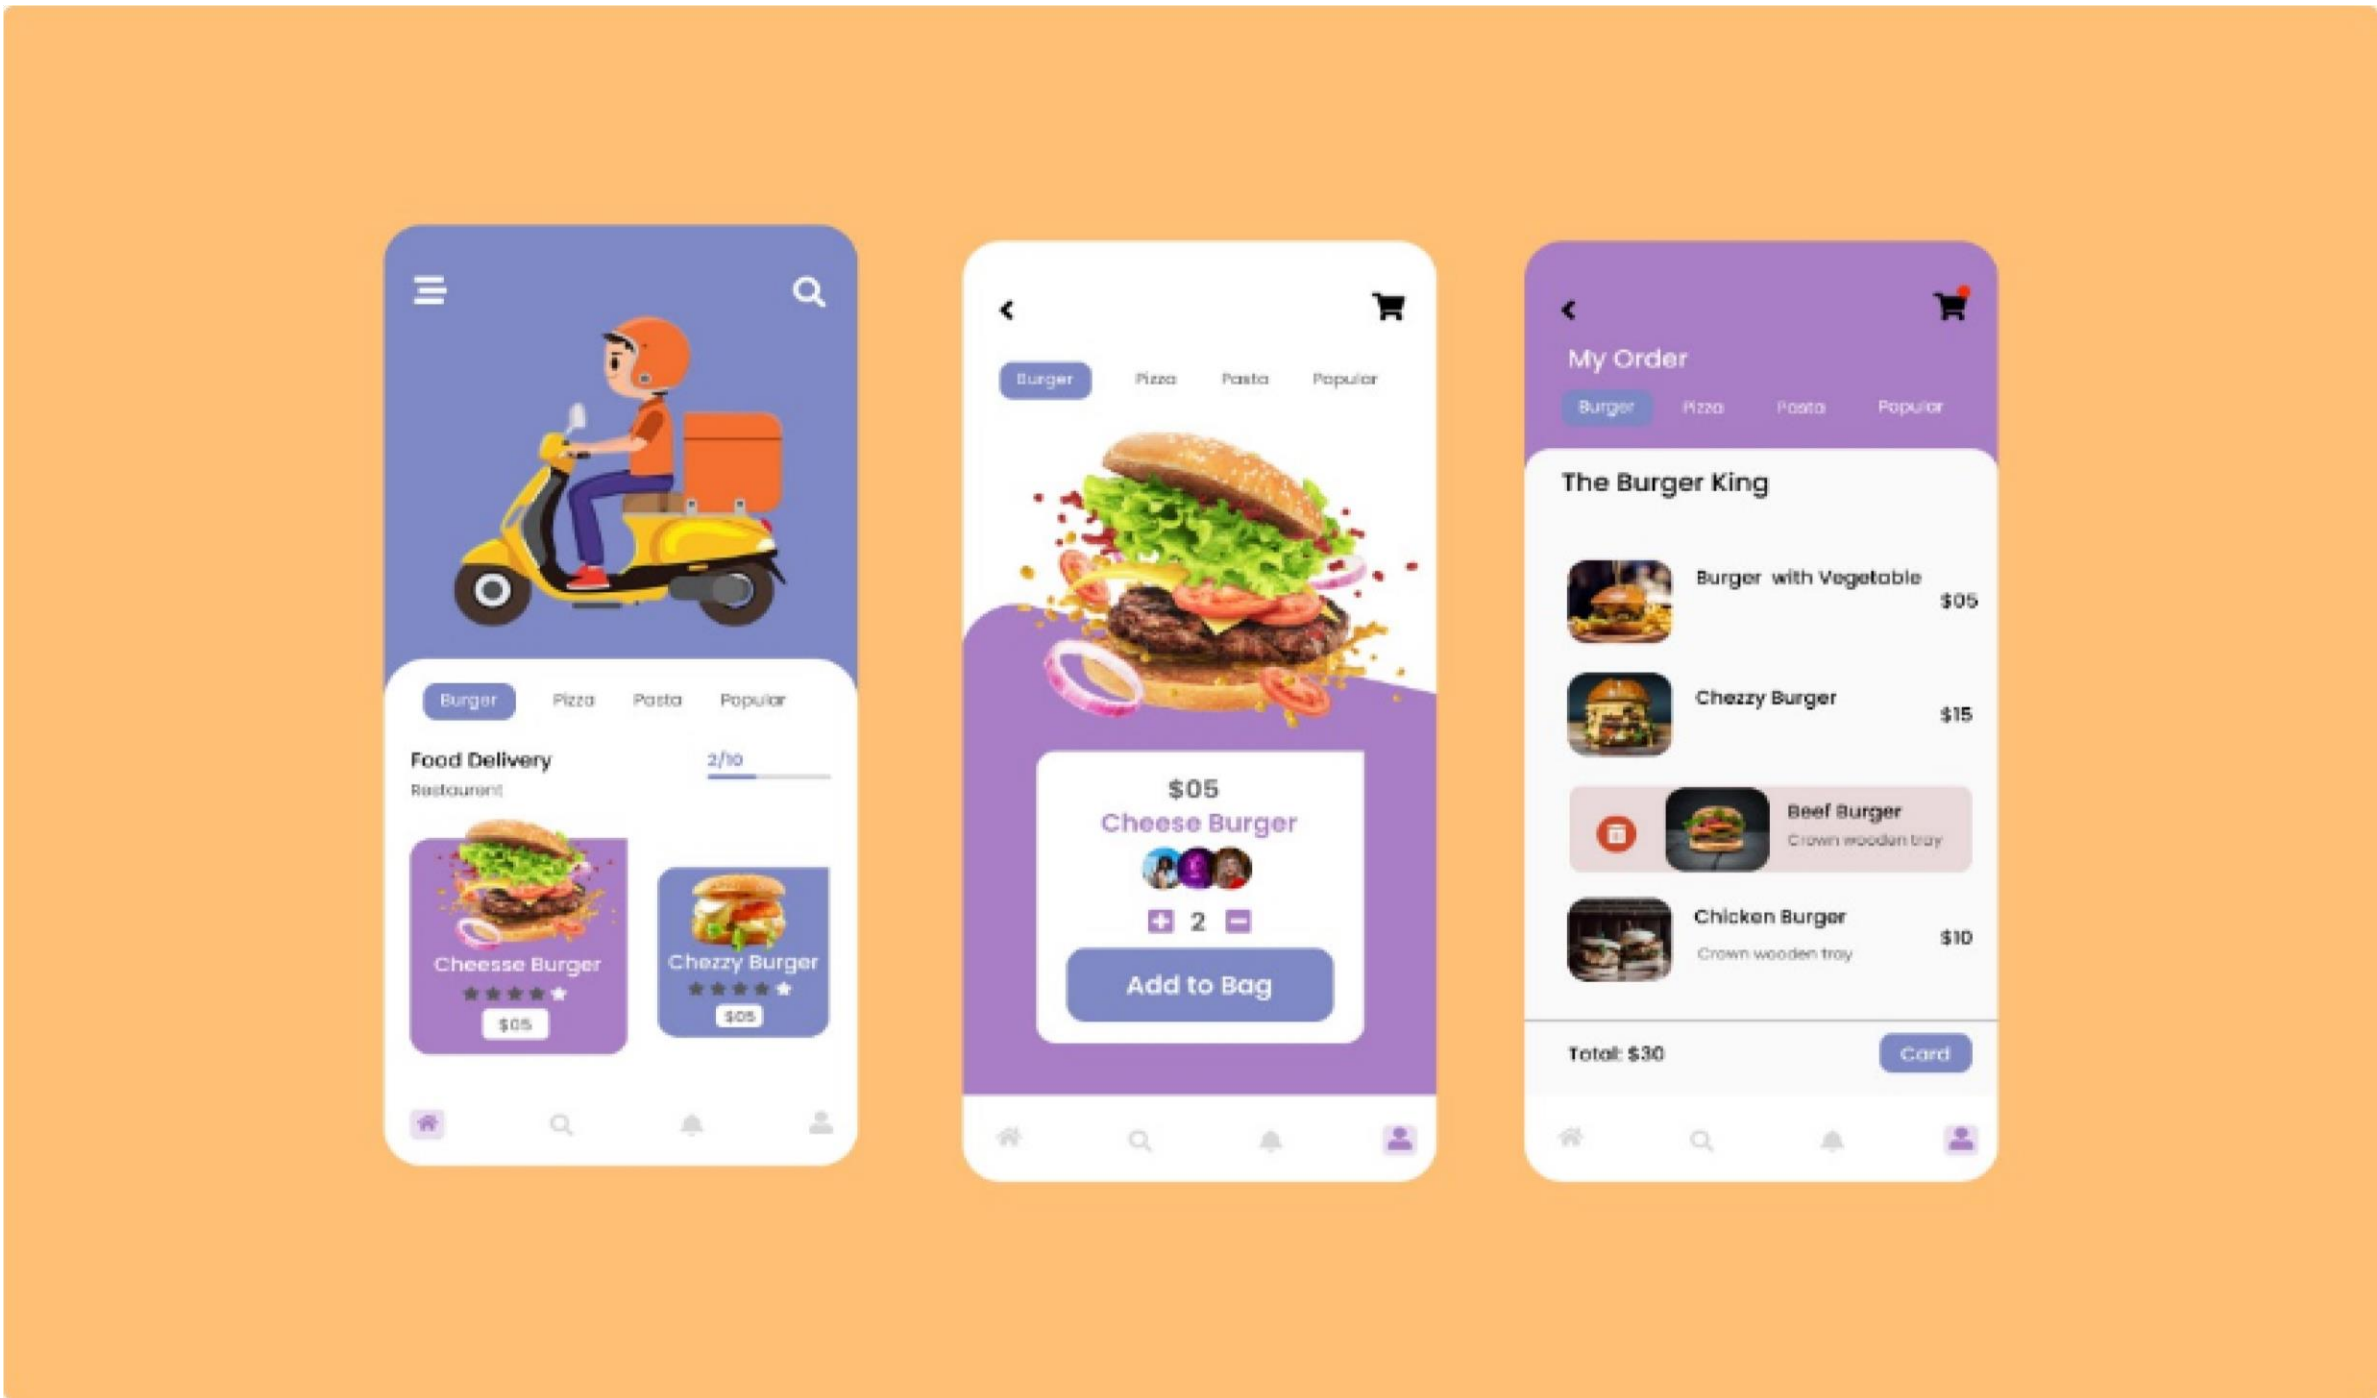 Burger Pizza Pasta Popular
Food Delivery 2/10
Restaurent
Cheesse Burger
$05
Chezzy Burger
$05
Burger Pizza Pasta Popular
$05
Cheese Burger
2
Add to Bag
My Order
Burger Pizza Pasta Popular
The Burger King
Burger with Vegetable
$05
Chezzy Burger
$15
Beef Burger
Crown wooden tray
Chicken Burger
$10
Crown wooden tray
Total: $30 Card